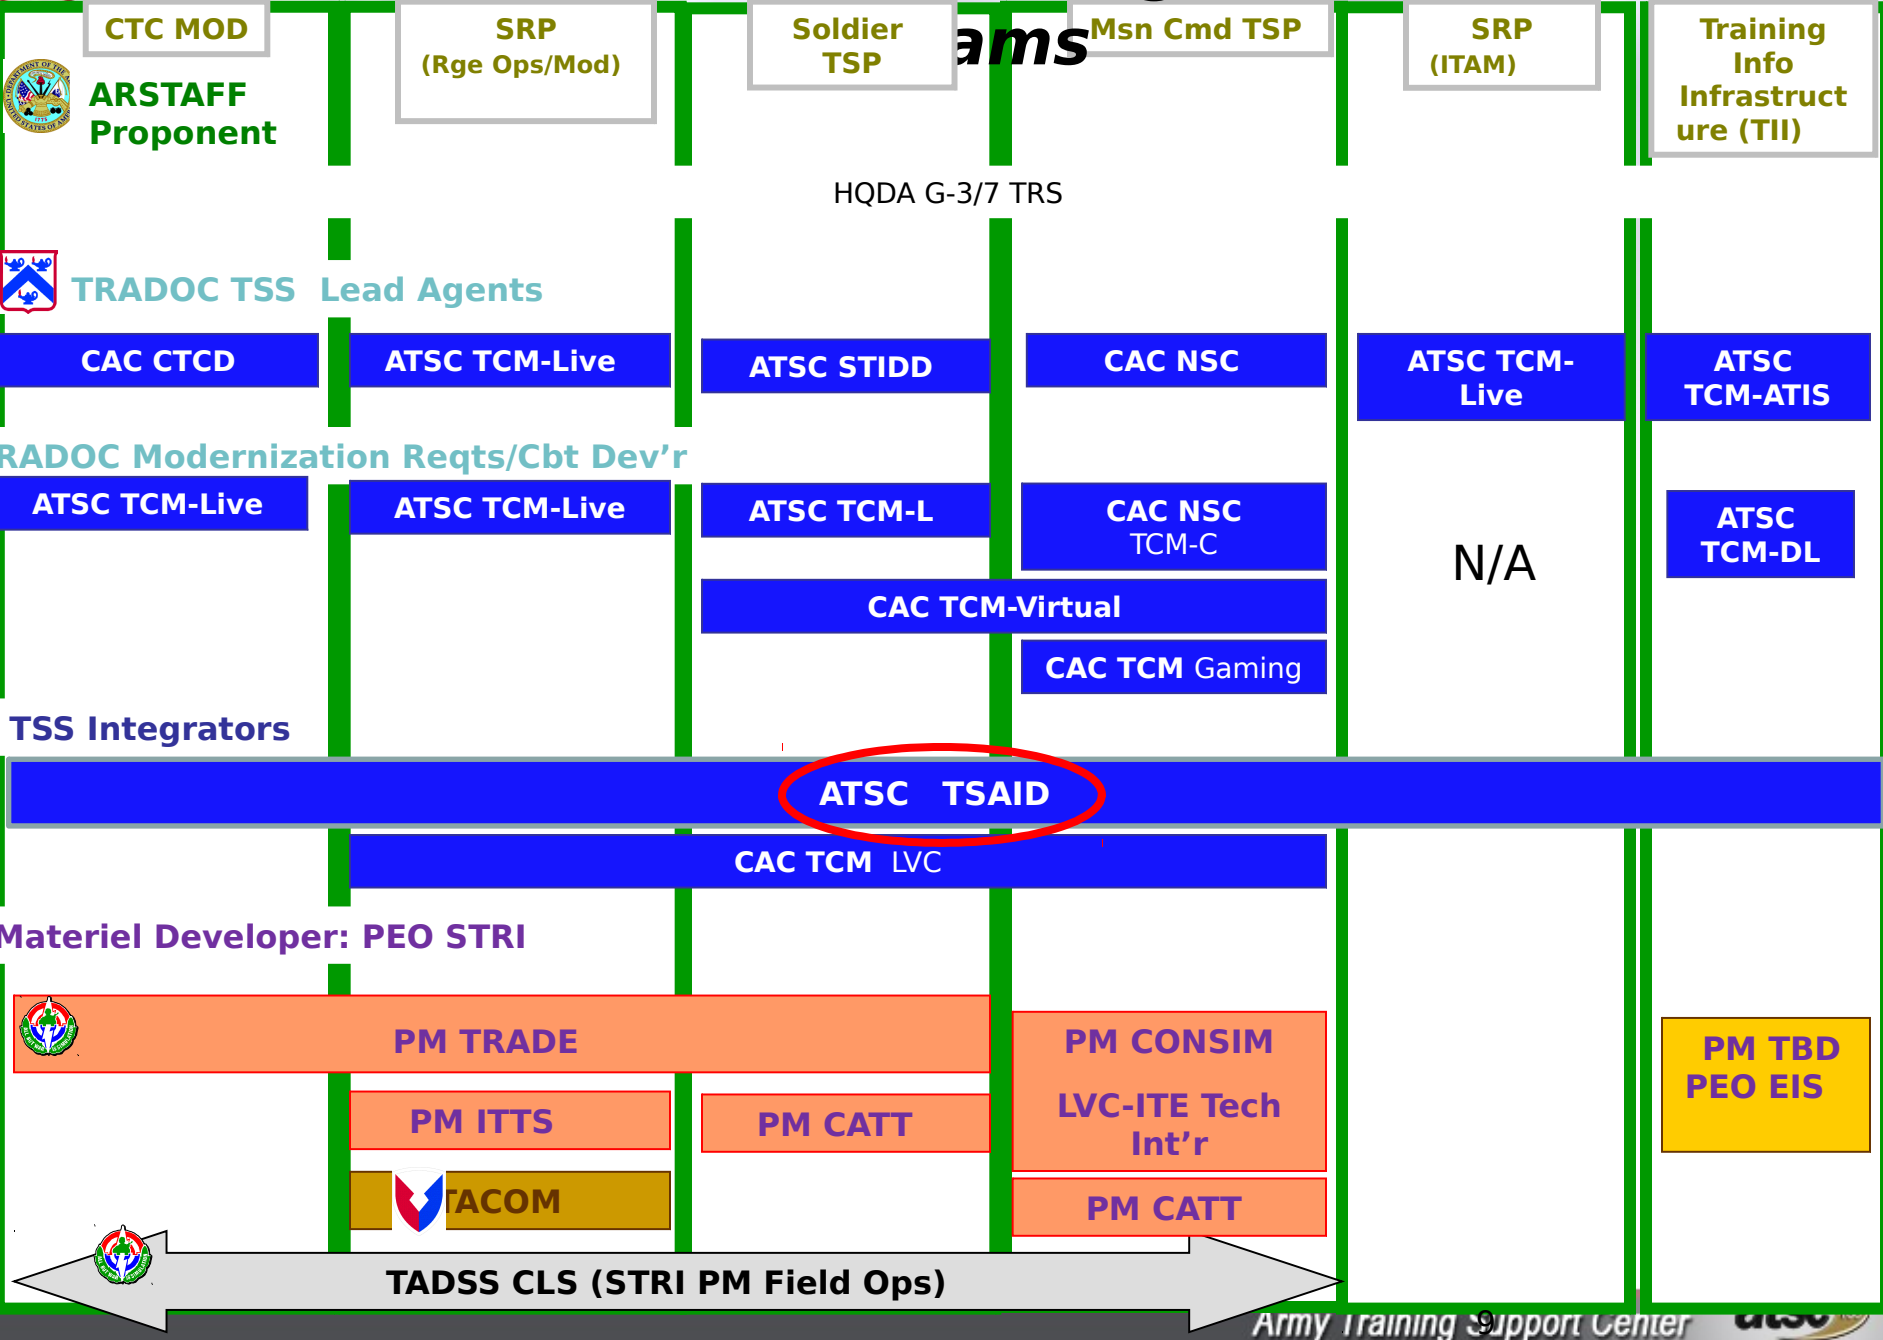 CTC MOD
SRP
(Rge Ops/Mod)
Soldier
TSP
ams
Msn Cmd TSP
SRP
(ITAM)
Training
Info
Infrastruct
ure (TII)
ARSTAFF
Proponent
HQDA G-3/7 TRS
TRADOC TSS Lead Agents
CAC CTCD
ATSC TCM-Live
ATSC STIDD
CAC NSC
ATSC TCM-
Live
ATSC
TCM-ATIS
RADOC Modernization Reqts/Cbt Dev’r
ATSC TCM-Live
ATSC TCM-Live
ATSC TCM-L
CAC NSC
TCM-C
N/A
ATSC
TCM-DL
CAC TCM-Virtual
CAC TCM Gaming
TSS Integrators
ATSC TSAID
CAC TCM LVC
Materiel Developer: PEO STRI
PM TRADE
PM CONSIM
LVC-ITE Tech
Int’r
PM TBD
PEO EIS
PM ITTS
PM CATT
TACOM
PM CATT
TADSS CLS (STRI PM Field Ops)
Army Training Support Center
9
atsc